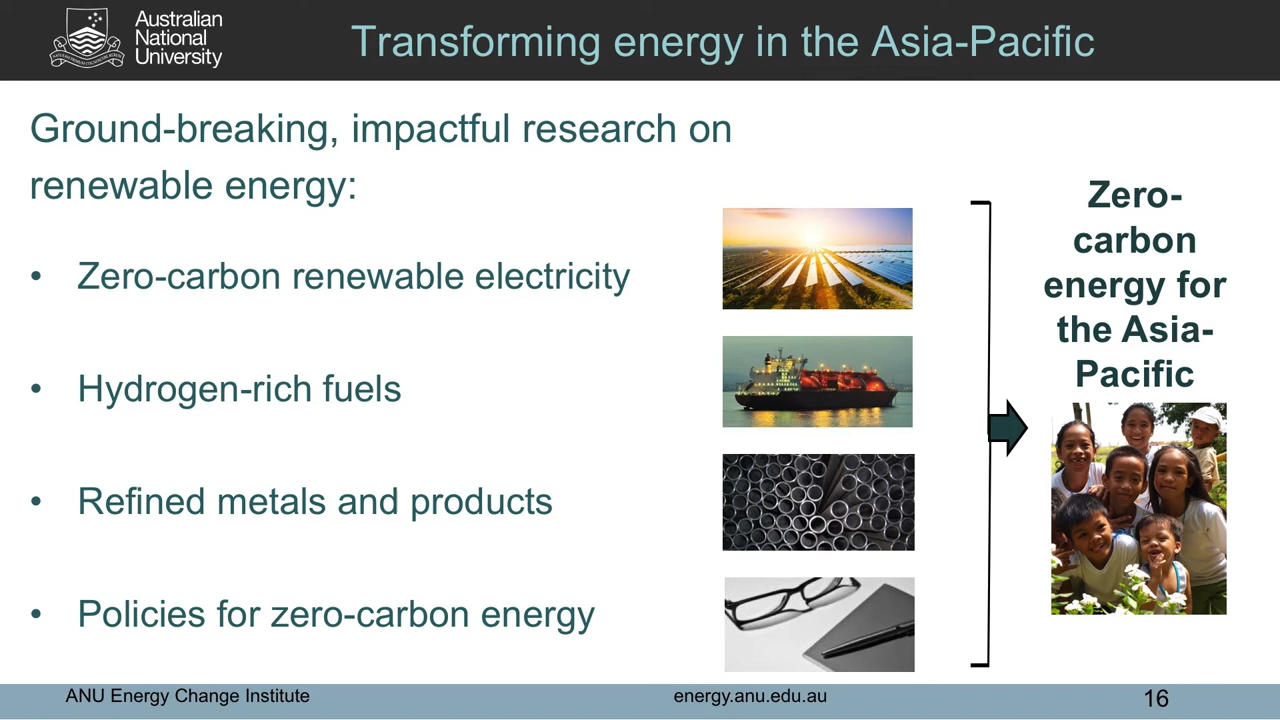 Australian
National
University
Transforming energy in the Asia-Pacific
Ground-breaking, impactful research on
renewable energy:
• Zero-carbon renewable electricity
• Hydrogen-rich fuels
• Refined metals and products
• Policies for zero-carbon energy
Zero-
carbon
energy for
the Asia-
Pacific
ANU Energy Change Institute
energy.anu.edu.au
16